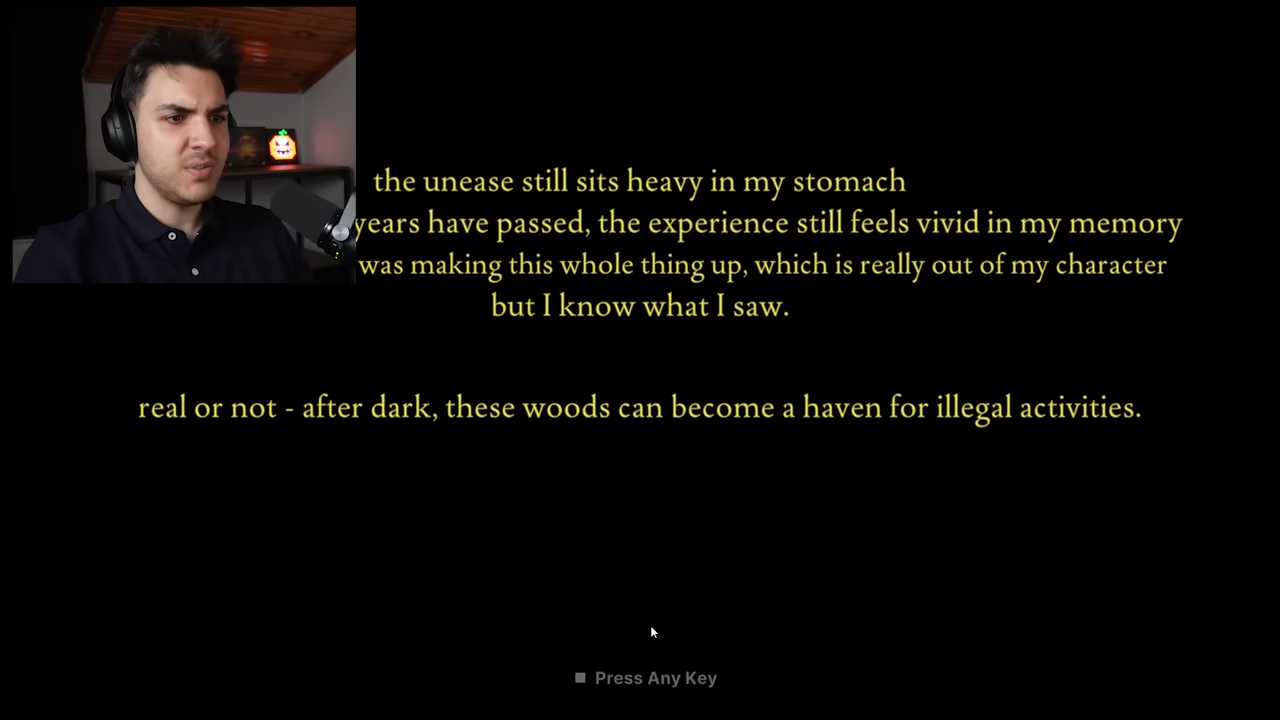 the unease still sits heavy in my stomach
years have passed, the experience still feels vivid in my memory
was making this whole thing up, which is really out of my character
but I know what I saw.
real or not - after dark, these woods can become a haven for illegal activities.
Press Any Key